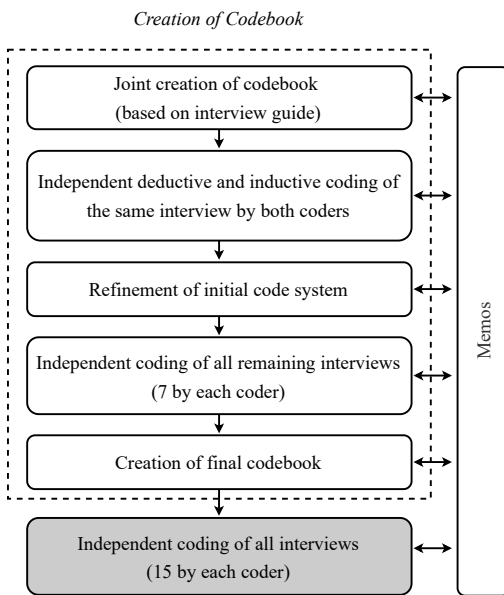 Creation of Codebook
Joint creation of codebook
(based on interview guide)
Independent deductive and inductive coding of
the same interview by both coders
Refinement of initial code system
Independent coding of all remaining interviews
(7 by each coder)
Creation of final codebook
Independent coding of all interviews
(15 by each coder)
Memos